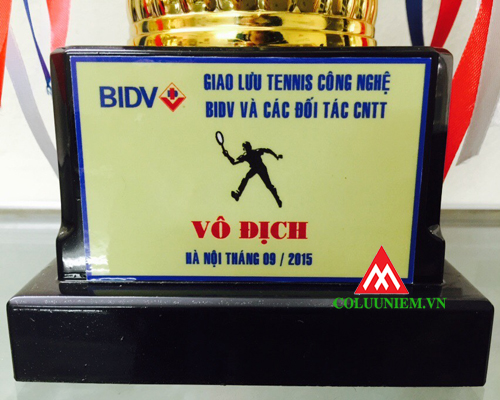 BIDV
GIAO LƯU TENNIS CÔNG NGHỆ
BIDV VÀ CÁC ĐỐI TÁC CNTT
VÔ ĐỊCH
HÀ NỘI THÁNG 09 / 2015
COLUUNIEM.VN